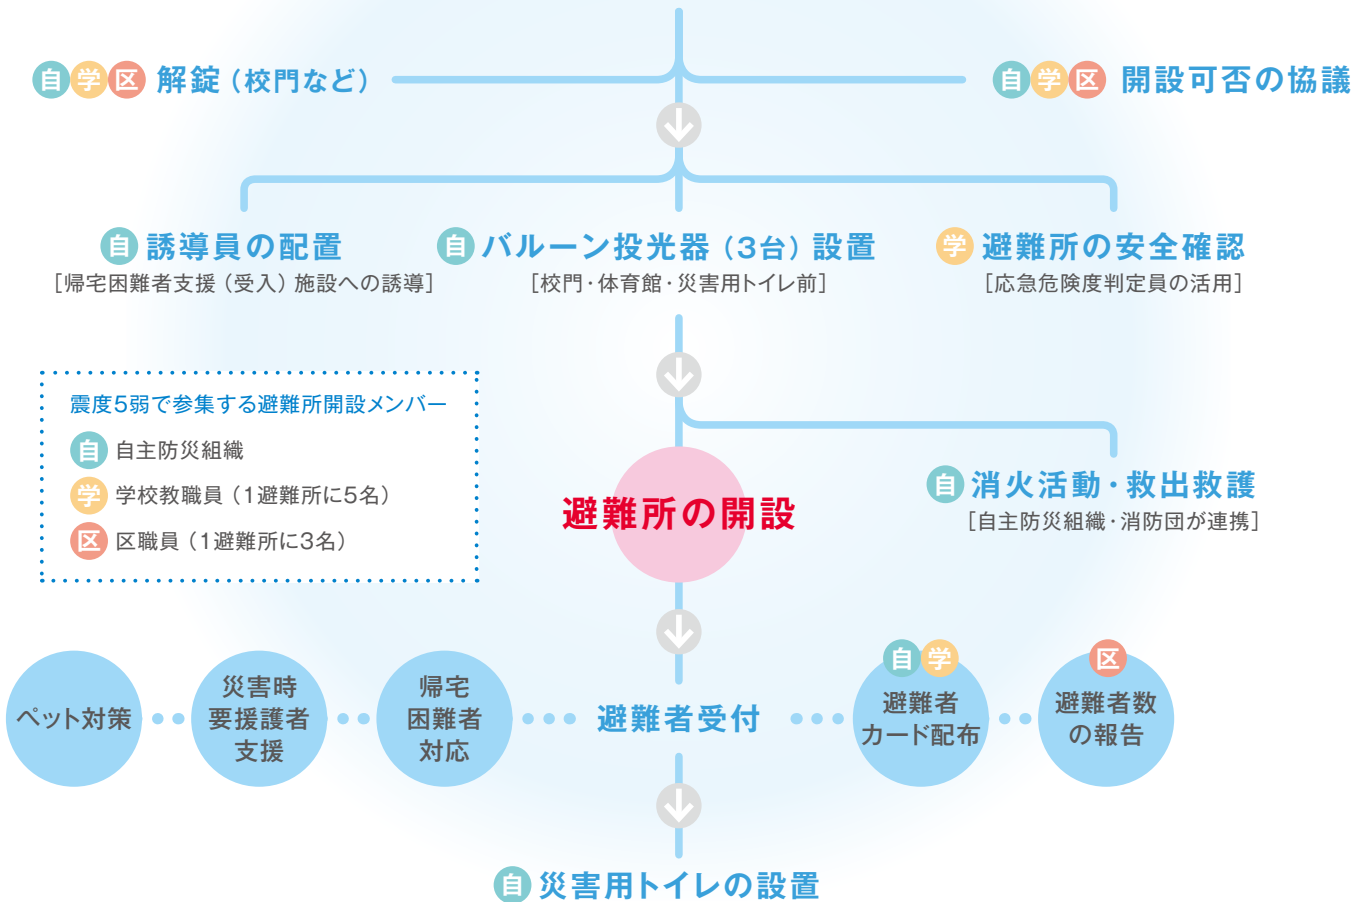 自学区 解錠（校門など）
自学区 開設可否の協議
自 誘導員の配置
［帰宅困難者支援（受入）施設への誘導］
自 バルーン投光器（3台）設置
［校門・体育館・災害用トイレ前］
学 避難所の安全確認
［応急危険度判定員の活用］
震度5弱で参集する避難所開設メンバー
自 自主防災組織
学 学校教職員（1避難所に5名）
区 区職員（1避難所に3名）
避難所の開設
自 消火活動・救出救護
［自主防災組織・消防団が連携］
ペット対策
災害時
要援護者
支援
帰宅
困難者
対応
避難者受付
自学
避難者
カード配布
区
避難者数
の報告
自 災害用トイレの設置